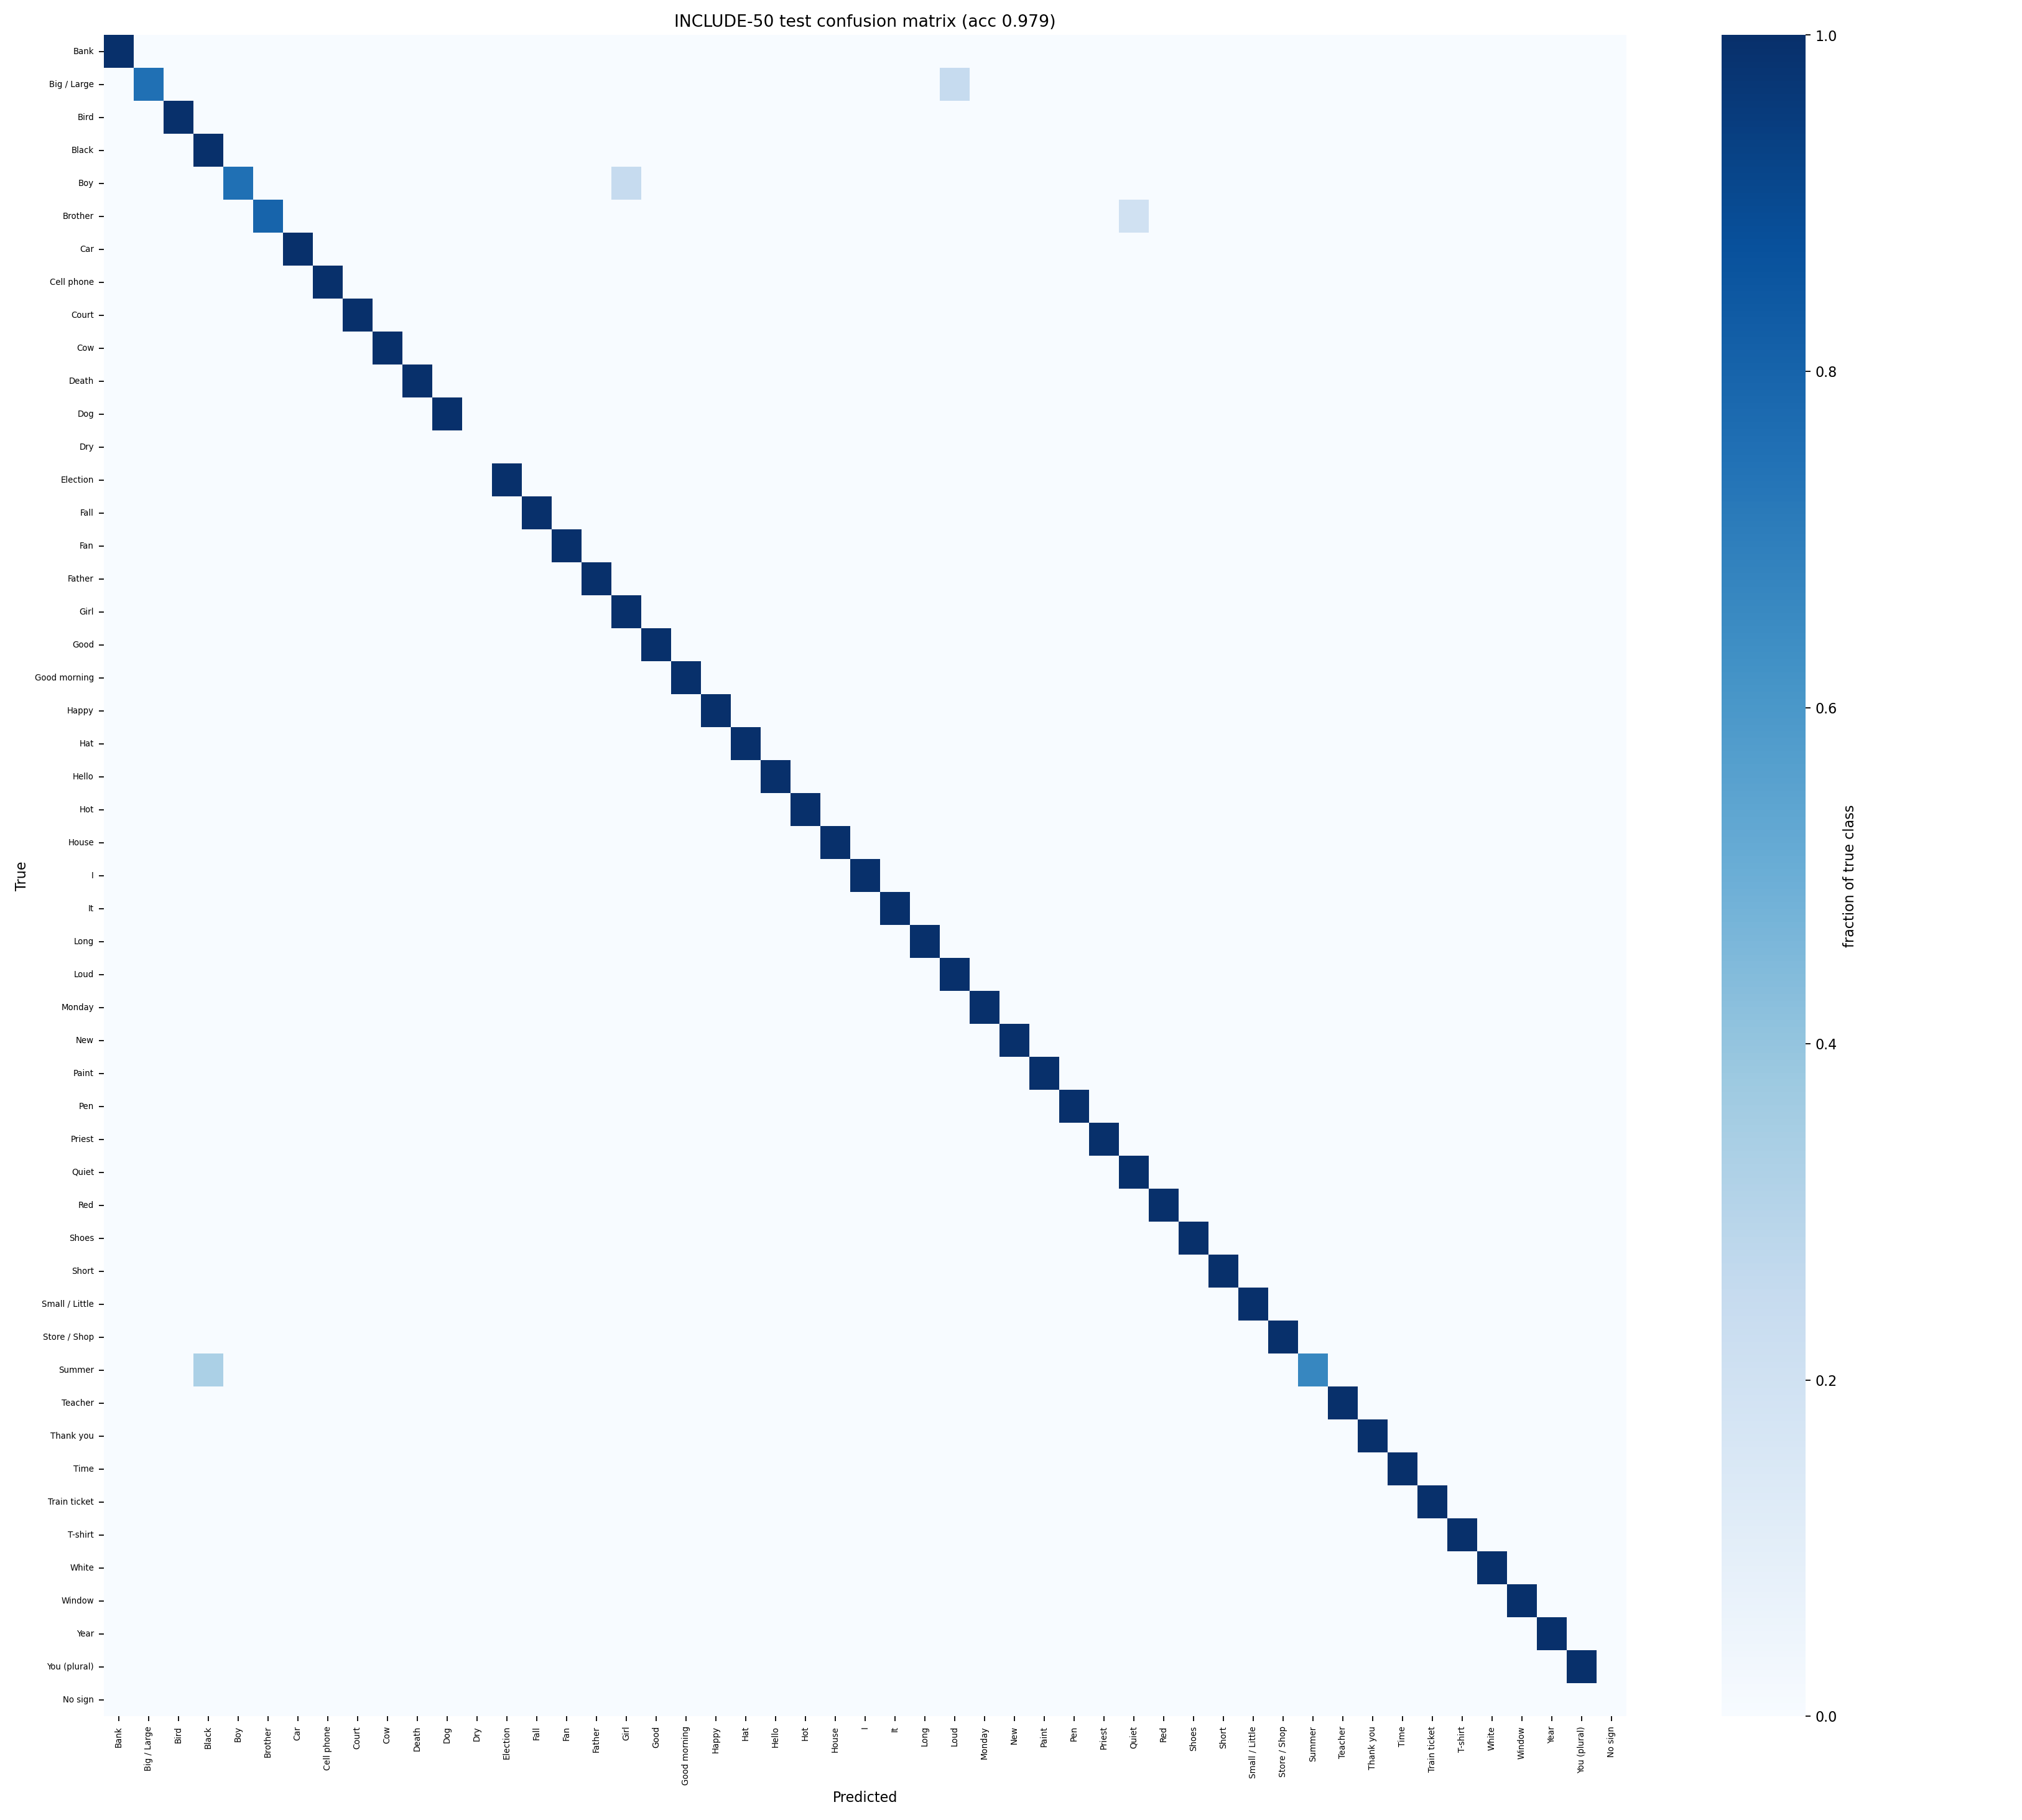 INCLUDE-50 test confusion matrix (acc 0.979)
True
Bank
Big / Large
Bird
Black
Boy
Brother
Car
Cell phone
Court
Cow
Death
Dog
Dry
Election
Fall
Fan
Father
Girl
Good
Good morning
Happy
Hat
Hello
Hot
House
I
It
Long
Loud
Monday
New
Paint
Pen
Priest
Quiet
Red
Shoes
Short
Small / Little
Store / Shop
Summer
Teacher
Thank you
Time
Train ticket
T-shirt
White
Window
Year
You (plural)
No sign
Bank
Big / Large
Bird
Black
Boy
Brother
Car
Cell phone
Court
Cow
Death
Dog
Dry
Election
Fall
Fan
Father
Girl
Good
Good morning
Happy
Hat
Hello
Hot
House
I
It
Long
Loud
Monday
New
Paint
Pen
Priest
Quiet
Red
Shoes
Short
Small / Little
Store / Shop
Summer
Teacher
Thank you
Time
Train ticket
T-shirt
White
Window
Year
You (plural)
No sign
Predicted
1.0
0.8
0.6
0.4
0.2
0.0
fraction of true class